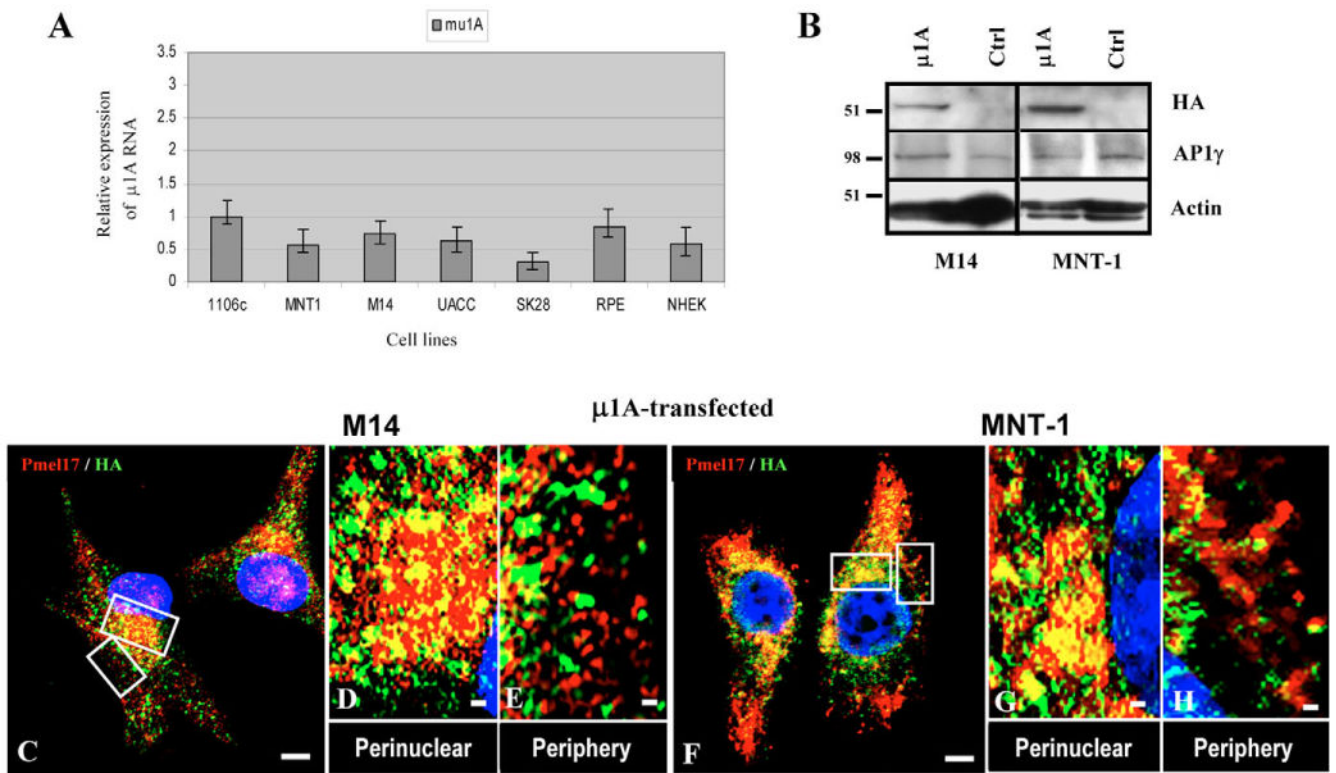 A
mu1A
3.5
3
2.5
2
1.5
1
0.5
0
Relative expression
of μ1A RNA
1106c MNT1 M14 UACC SK28 RPE NHEK
Cell lines
B
μ1A Ctrl μ1A Ctrl
51 HA
98 AP1γ
51 Actin
M14 MNT-1
μ1A-transfected
M14 MNT-1
Pmel17 / HA
Pmel17 / HA
C D E F G H
Perinuclear Periphery Perinuclear Periphery